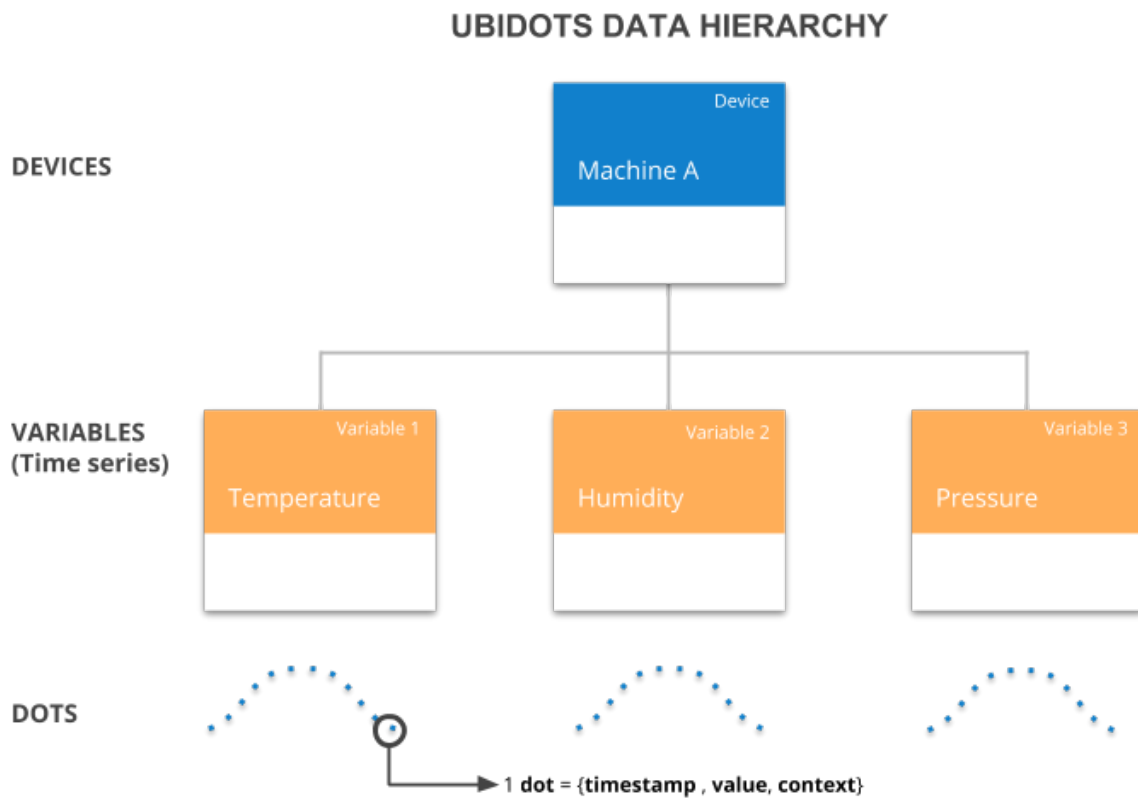 UBIDOTS DATA HIERARCHY
Device
DEVICES
Machine A
VARIABLES
(Time series)
Variable 1
Temperature
Variable 2
Humidity
Variable 3
Pressure
DOTS
1 dot = {timestamp , value, context}